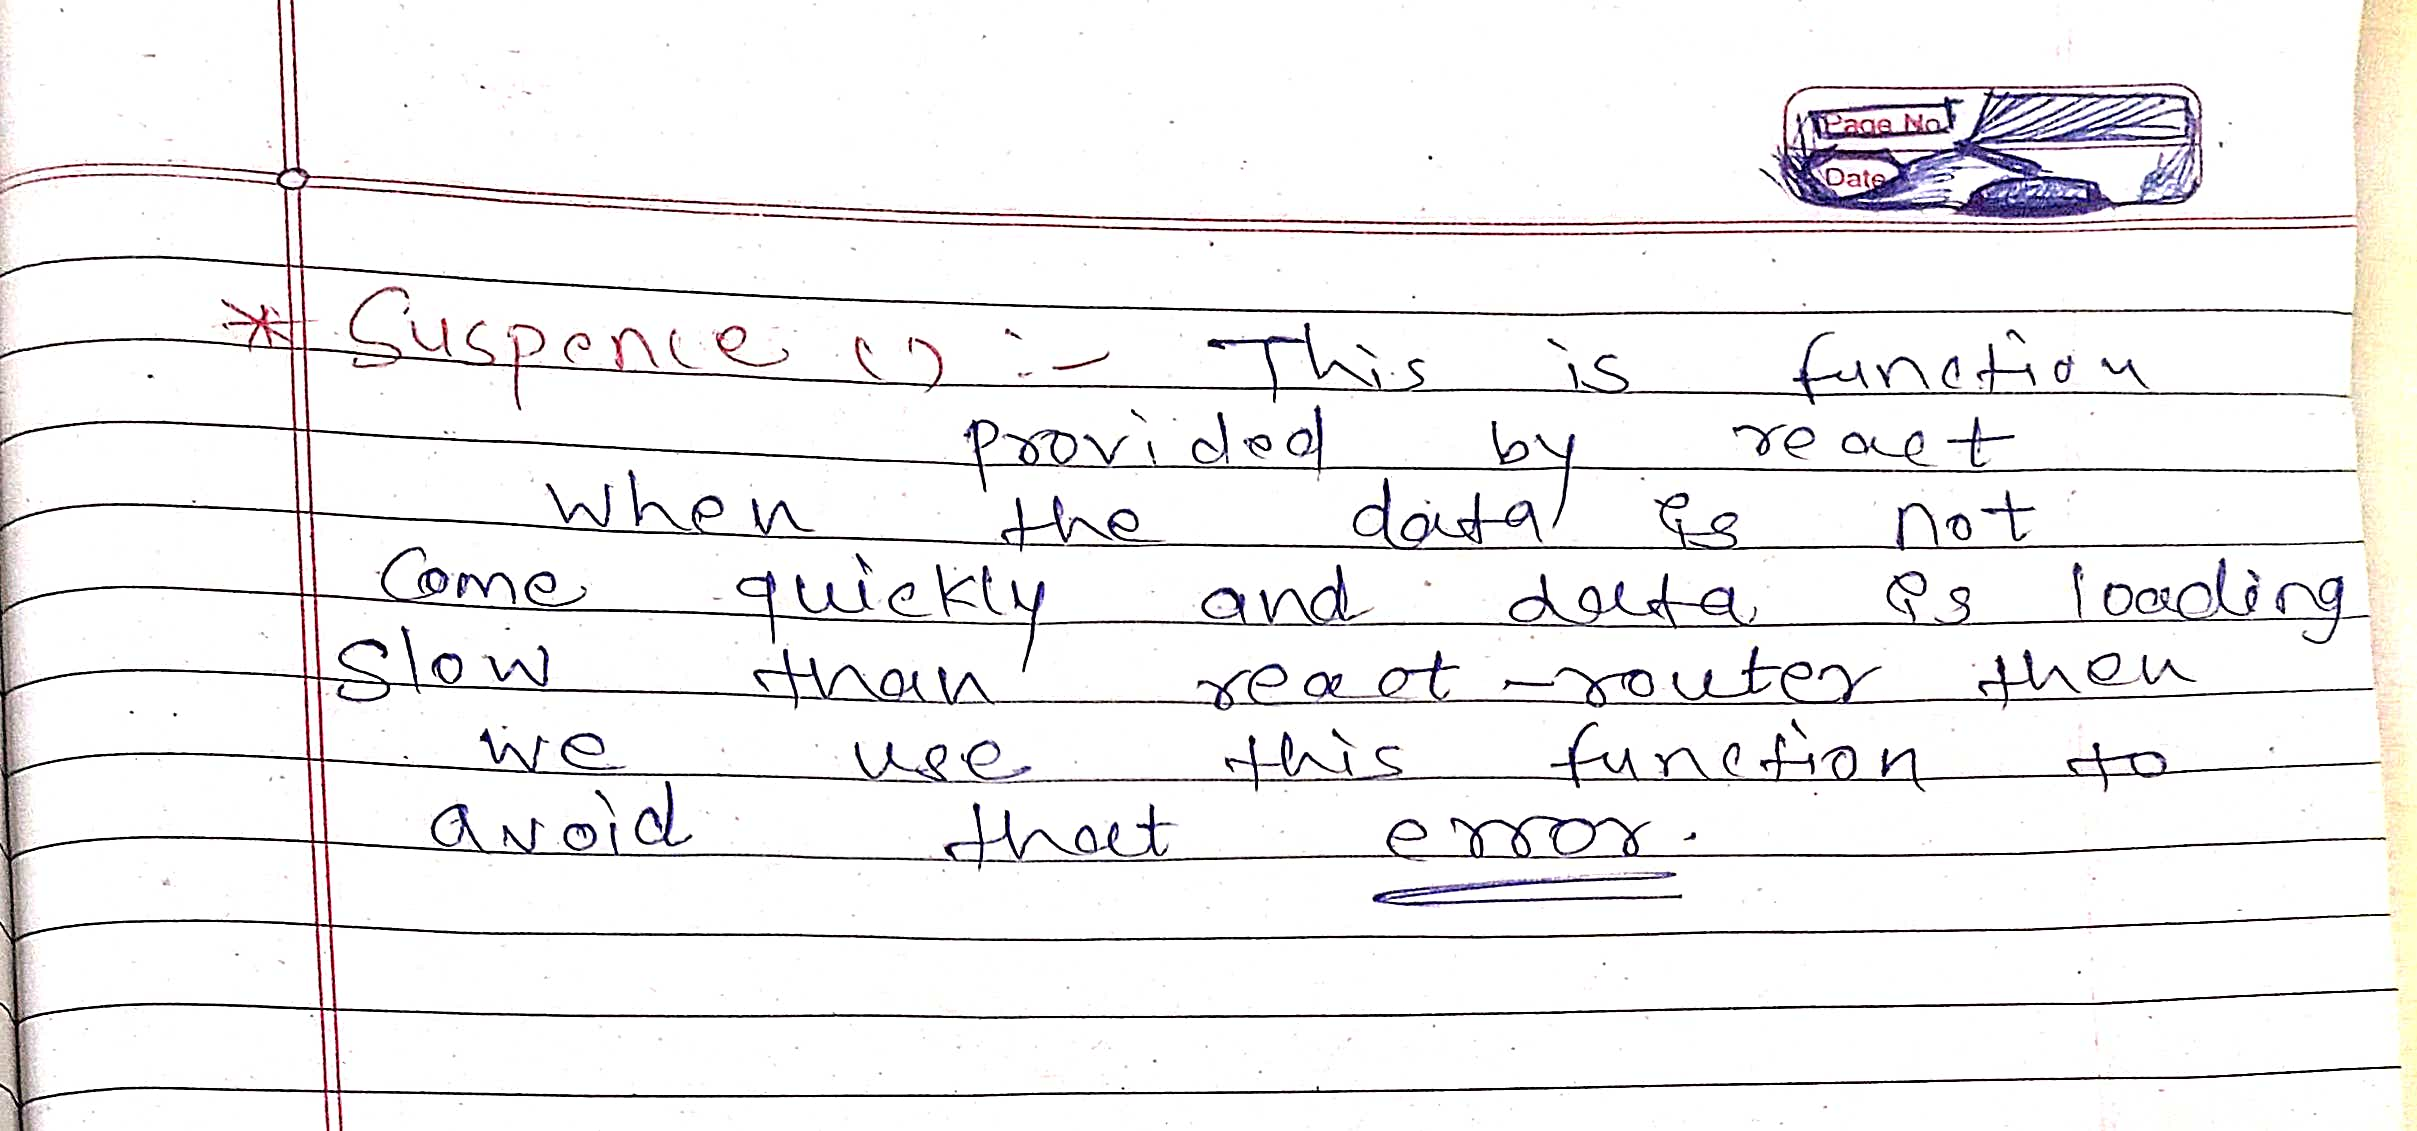 Page No
Date
* Suspence () :- This is function
provided by react
when the data is not
Come quickly and data is loading
Slow than react-router then
we use this function to
avoid that error.